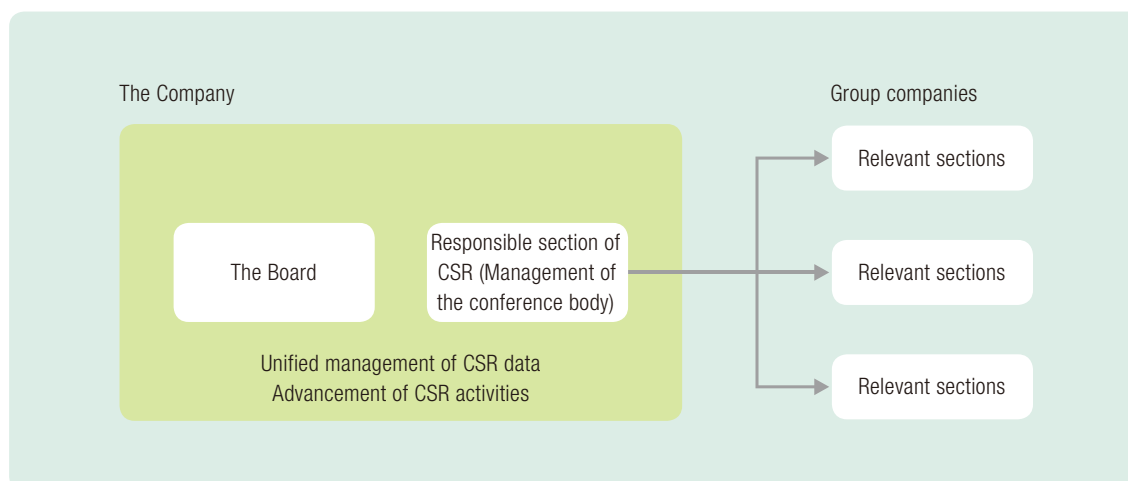 The Company
Group companies
Relevant sections
The Board
Responsible section of
CSR (Management of
the conference body)
Relevant sections
Unified management of CSR data
Advancement of CSR activities
Relevant sections